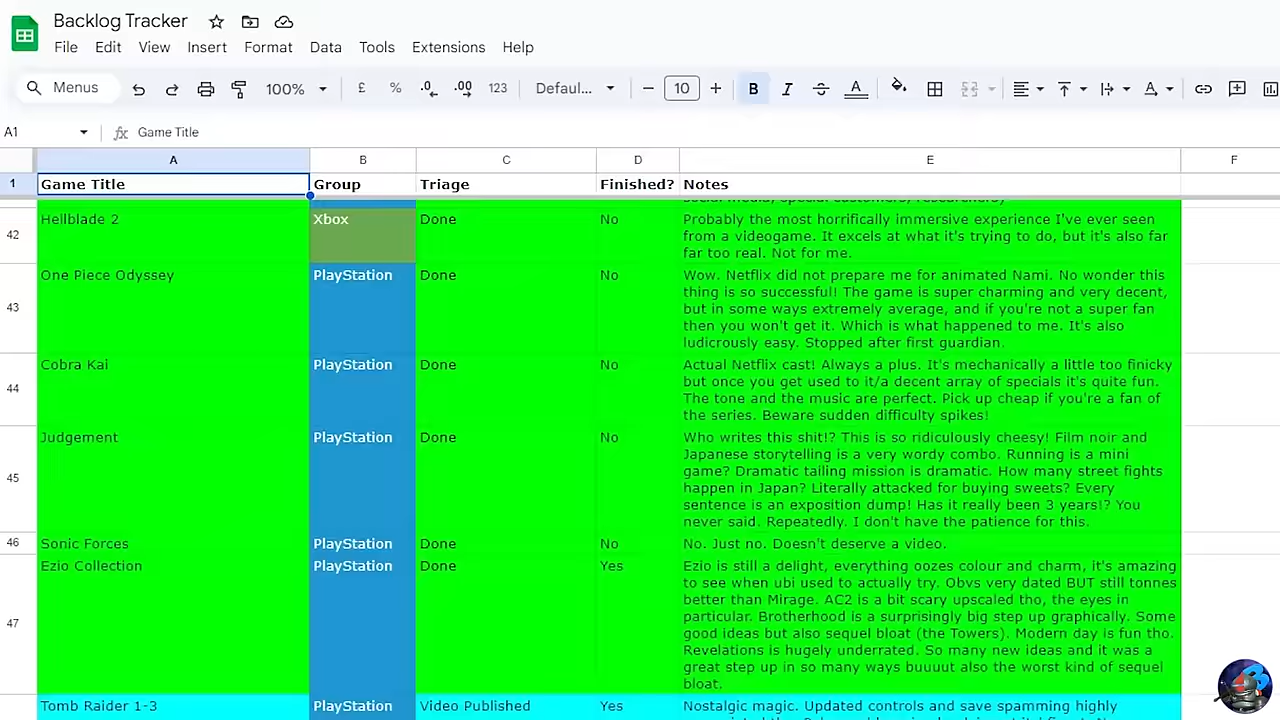 Backlog Tracker
File Edit View Insert Format Data Tools Extensions Help
Menus 100% £ % .0 .00 123 Defaul... 10 B I A A
A1 fx Game Title
A B C D E F
1 Game Title Group Triage Finished? Notes
42 Hellblade 2 Xbox Done No Probably the most horrifically immersive experience I've ever seen
from a videogame. It excels at what it's trying to do, but it's also far
far too real. Not for me.
43 One Piece Odyssey PlayStation Done No Wow. Netflix did not prepare me for animated Nami. No wonder this
thing is so successful! The game is super charming and very decent,
but in some ways extremely average, and if you're not a super fan
then you won't get it. Which is what happened to me. It's also
ludicrously easy. Stopped after first guardian.
44 Cobra Kai PlayStation Done No Actual Netflix cast! Always a plus. It's mechanically a little too finicky
but once you get used to it/a decent array of specials it's quite fun.
The tone and the music are perfect. Pick up cheap if you're a fan of
the series. Beware sudden difficulty spikes!
45 Judgement PlayStation Done No Who writes this shit!? This is so ridiculously cheesy! Film noir and
Japanese storytelling is a very wordy combo. Running is a mini
game? Dramatic tailing mission is dramatic. How many street fights
happen in Japan? Literally attacked for buying sweets? Every
sentence is an exposition dump! Has it really been 3 years!? You
never said. Repeatedly. I don't have the patience for this.
46 Sonic Forces PlayStation Done No No. Just no. Doesn't deserve a video.
47 Ezio Collection PlayStation Done Yes Ezio is still a delight, everything oozes colour and charm, it's amazing
to see when ubi used to actually try. Obvs very dated BUT still tonnes
better than Mirage. AC2 is a bit scary upscaled tho, the eyes in
particular. Brotherhood is a surprisingly big step up graphically. Some
good ideas but also sequel bloat (the Towers). Modern day is fun tho.
Revelations is hugely underrated. So many new ideas and it was a
great step up in so many ways buuuut also the worst kind of sequel
bloat.
Tomb Raider 1-3 PlayStation Video Published Yes Nostalgic magic. Updated controls and save spamming highly